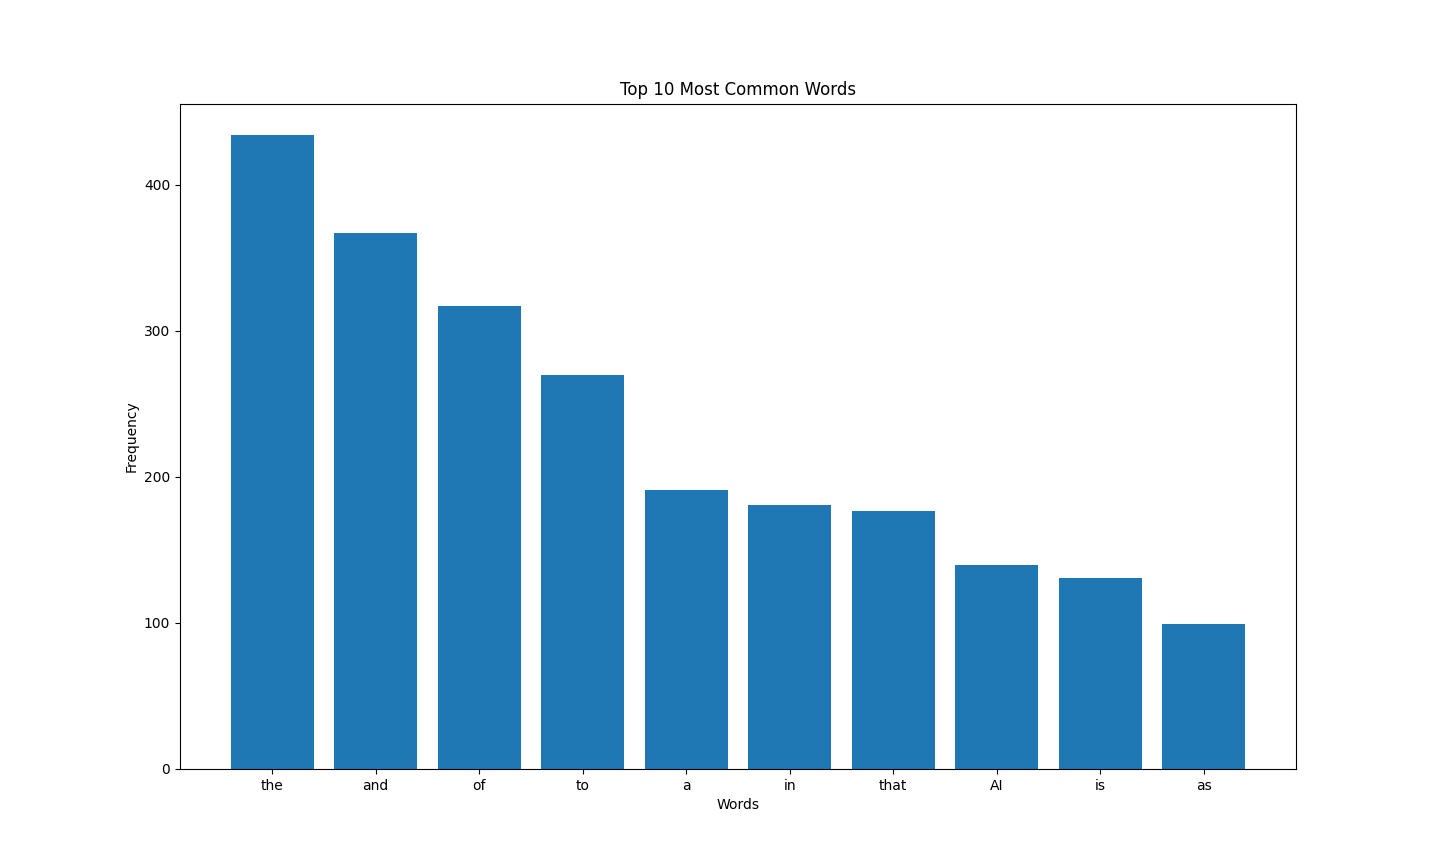 Top 10 Most Common Words
400
300
200
100
0
Frequency
the and of to a in that AI is as
Words